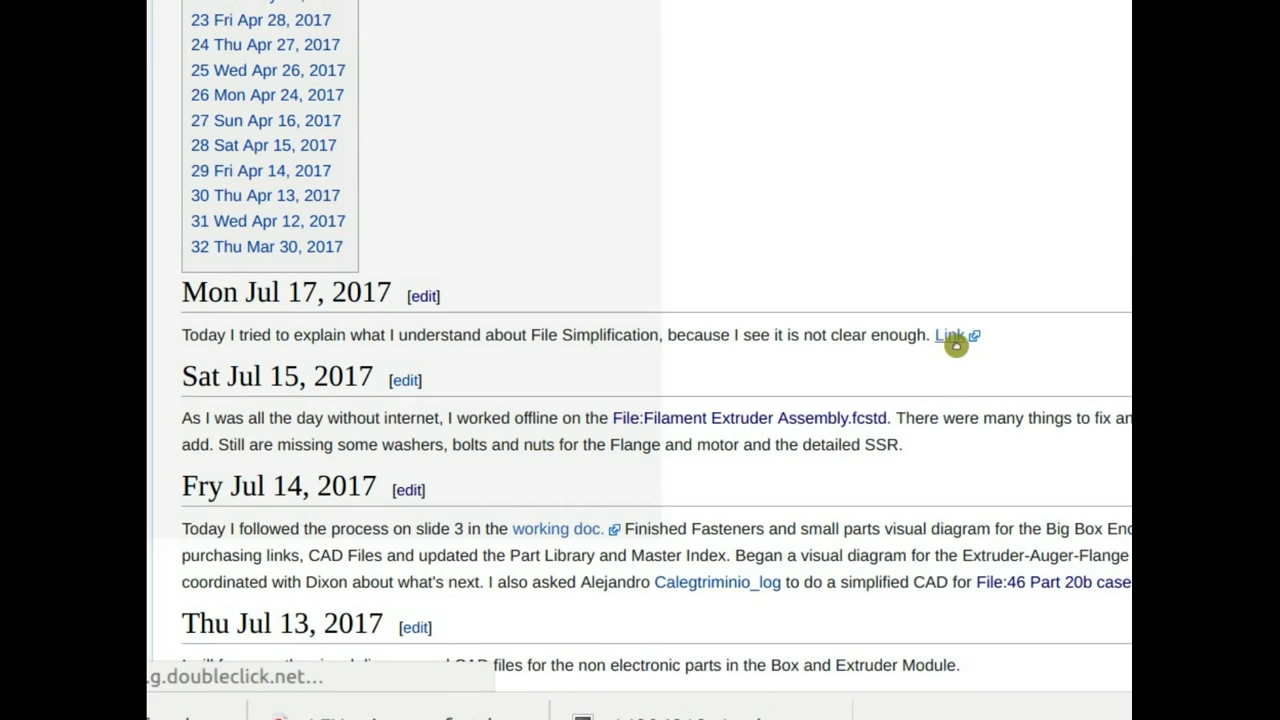 23 Fri Apr 28, 2017
24 Thu Apr 27, 2017
25 Wed Apr 26, 2017
26 Mon Apr 24, 2017
27 Sun Apr 16, 2017
28 Sat Apr 15, 2017
29 Fri Apr 14, 2017
30 Thu Apr 13, 2017
31 Wed Apr 12, 2017
32 Thu Mar 30, 2017
Mon Jul 17, 2017 [edit]
Today I tried to explain what I understand about File Simplification, because I see it is not clear enough. Link
Sat Jul 15, 2017 [edit]
As I was all the day without internet, I worked offline on the File:Filament Extruder Assembly.fcstd. There were many things to fix an
add. Still are missing some washers, bolts and nuts for the Flange and motor and the detailed SSR.
Fry Jul 14, 2017 [edit]
Today I followed the process on slide 3 in the working doc. Finished Fasteners and small parts visual diagram for the Big Box Enc
purchasing links, CAD Files and updated the Part Library and Master Index. Began a visual diagram for the Extruder-Auger-Flange
coordinated with Dixon about what's next. I also asked Alejandro Calegtriminio_log to do a simplified CAD for File:46 Part 20b case
Thu Jul 13, 2017 [edit]
files for the non electronic parts in the Box and Extruder Module.
.g.doubleclick.net...